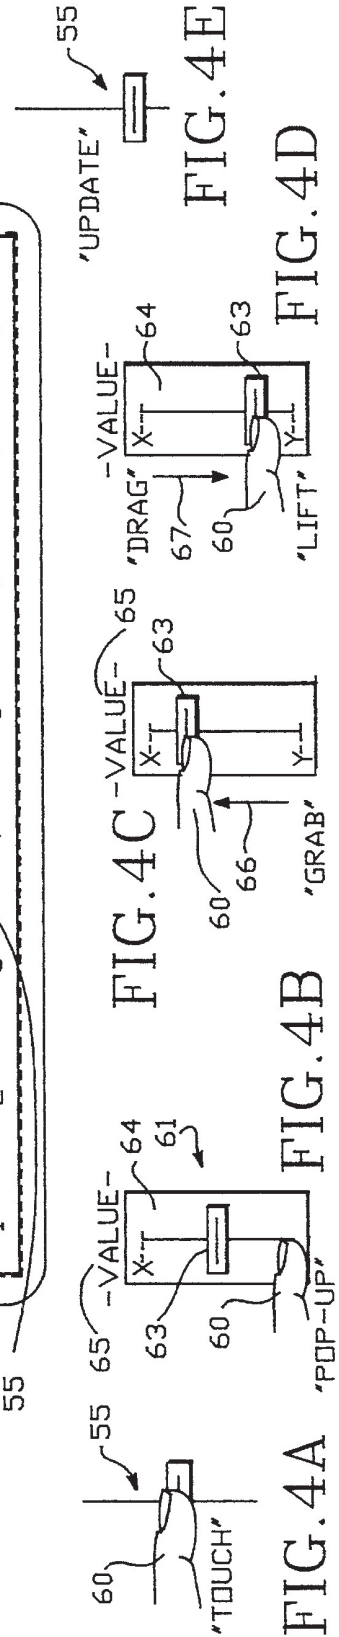 55
55
60
"TOUCH"
FIG.4A
65
-VALUE-
X
64
63
61
60
"POP-UP"
FIG.4B
FIG.4C
65
-VALUE-
X
63
Y
60
66
"GRAB"
-VALUE-
X
64
"DRAG"
67
63
60
Y
"LIFT"
FIG.4D
"UPDATE"
55
FIG.4E